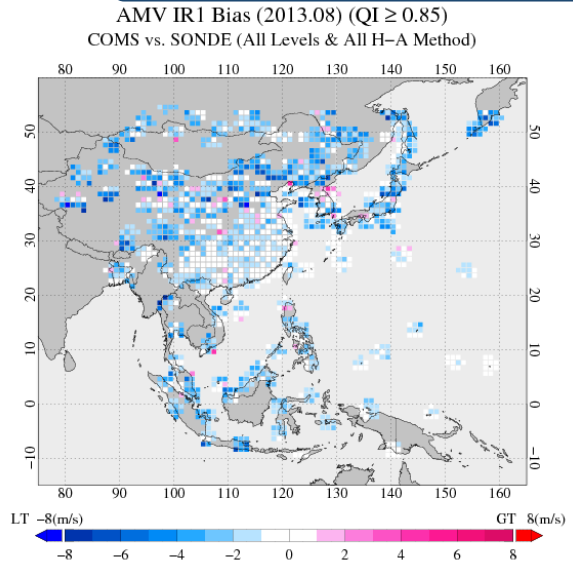 AMV IR1 Bias (2013.08) (QI ≥ 0.85)
COMS vs. SONDE (All Levels & All H−A Method)
80 90 100 110 120 130 140 150 160
50 50
40 40
30 30
20 20
10 10
0 0
−10 −10
80 90 100 110 120 130 140 150 160
LT −8(m/s) GT 8(m/s)
−8 −6 −4 −2 0 2 4 6 8